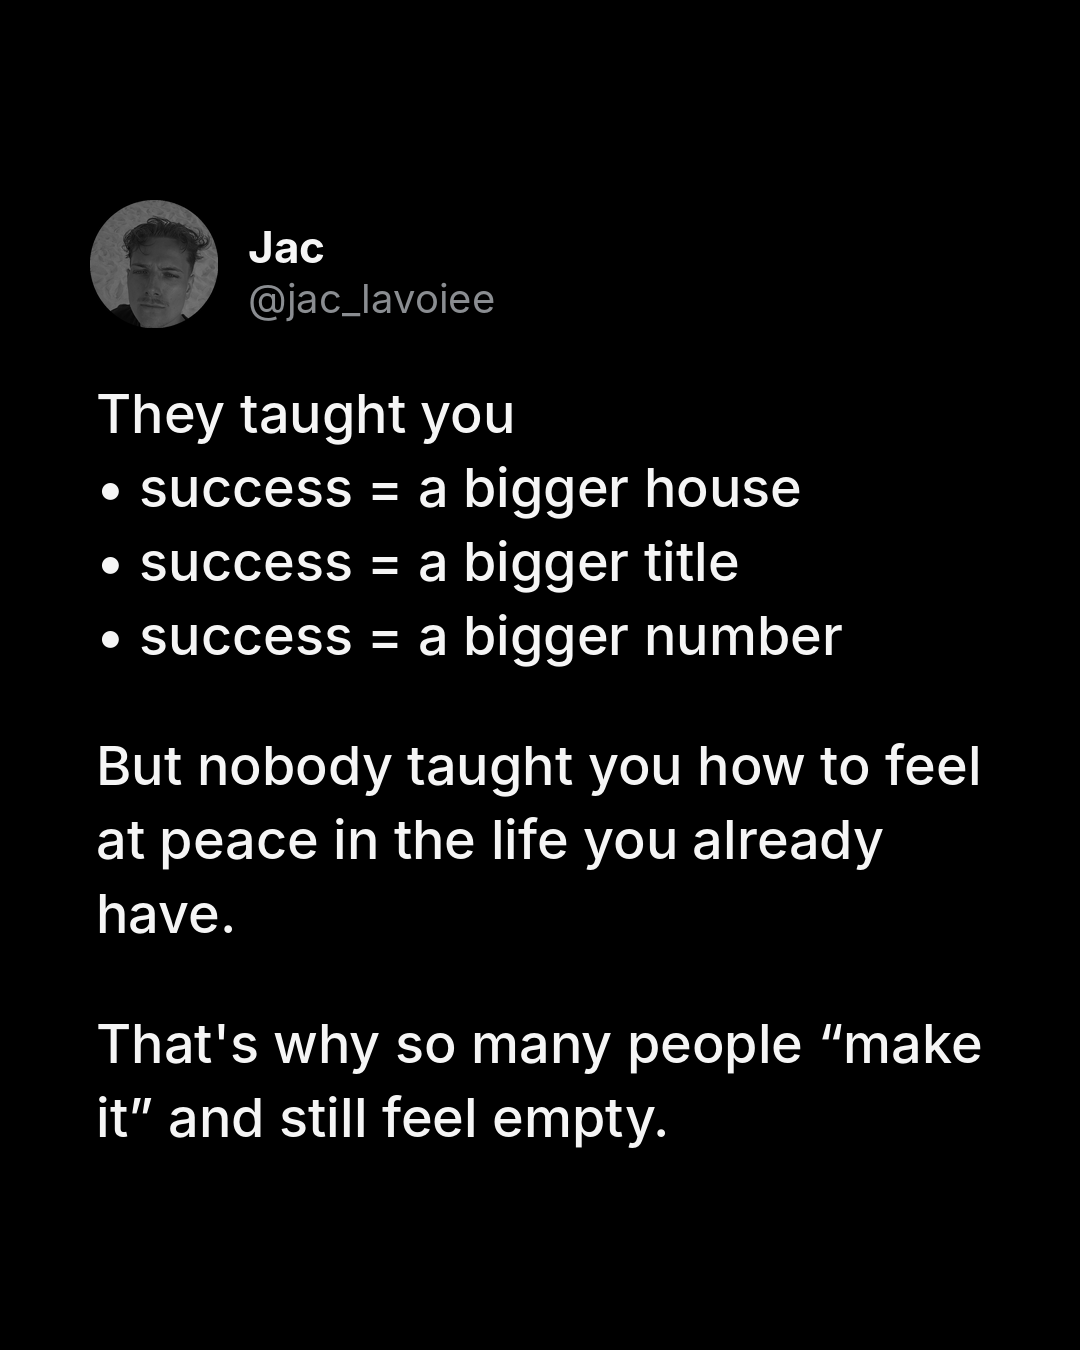 Jac
@jac_lavoiee
They taught you
• success = a bigger house
• success = a bigger title
• success = a bigger number
But nobody taught you how to feel
at peace in the life you already
have.
That's why so many people “make
it” and still feel empty.